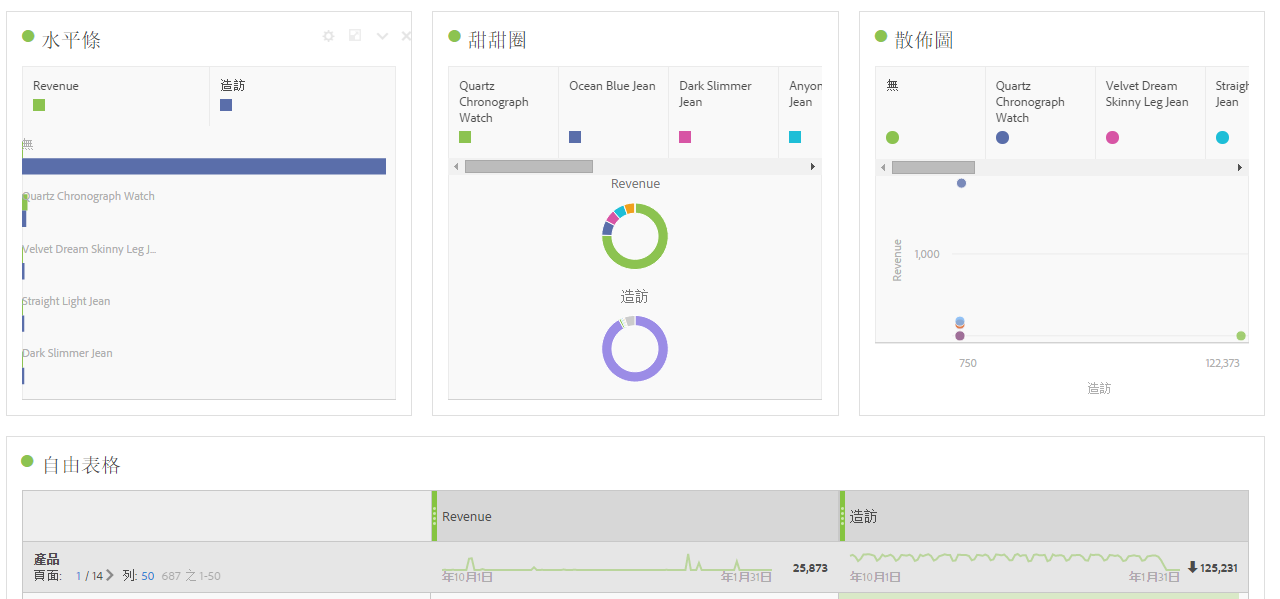 水平條
Revenue
造訪
無
Quartz Chronograph Watch
Velvet Dream Skinny Leg J...
Straight Light Jean
Dark Slimmer Jean
甜甜圈
Quartz
Chronograph
Watch
Ocean Blue Jean
Dark Slimmer
Jean
Anyon
Jean
Revenue
造訪
散佈圖
無
Quartz
Chronograph
Watch
Velvet Dream
Skinny Leg Jean
Straigh
Jean
Revenue
1,000
750
122,373
造訪
自由表格
Revenue
造訪
產品
頁面: 1 / 14 列: 50 687 之 1-50
年10月1日
年1月31日
25,873
年10月1日
年1月31日
125,231